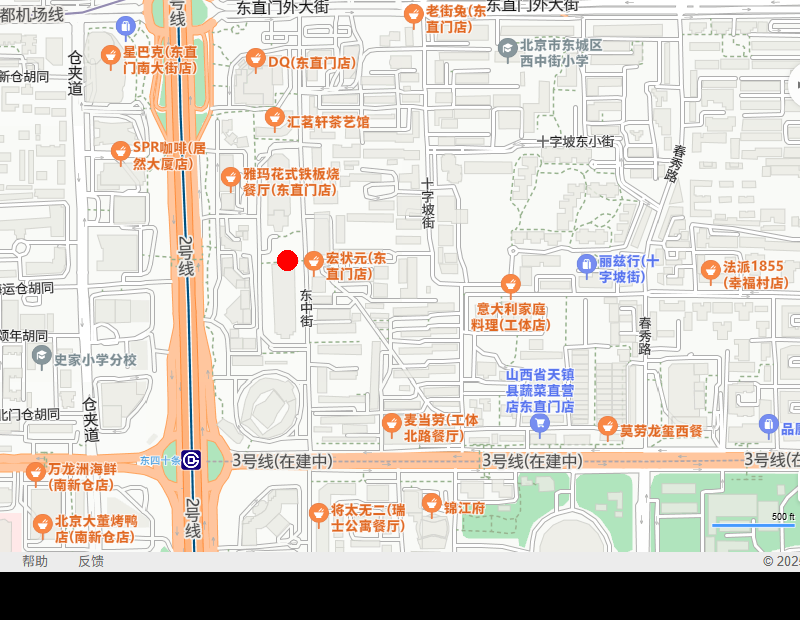 号线
东直门外大街
东直门外大街
老街兔(东
直门店)
都机场线
星巴克(东直
门南大街店)
仓夹道
DQ(东直门店)
北京市东城区
西中街小学
新仓胡同
汇茗轩茶艺馆
SPR咖啡(居
然大厦店)
十字坡东小街
春秀路
雅玛花式铁板烧
餐厅(东直门店)
十字坡街
2号线
宏状元(东
直门店)
丽兹行(十
字坡街)
法派1855
(幸福村店)
海运仓胡同
东中街
意大利家庭
料理(工体店)
春秀路
颂年胡同
史家小学分校
山西省天镇
县蔬菜直营
店东直门店
北门仓胡同
仓夹道
麦当劳(工体
北路餐厅)
莫劳龙玺西餐
品质
东四十条
3号线(在建中)
3号线(在建中)
3号线(在
万龙洲海鲜
(南新仓店)
2号线
将太无二(瑞
士公寓餐厅)
锦江府
北京大董烤鸭
店(南新仓店)
500 ft
帮助
反馈
© 202